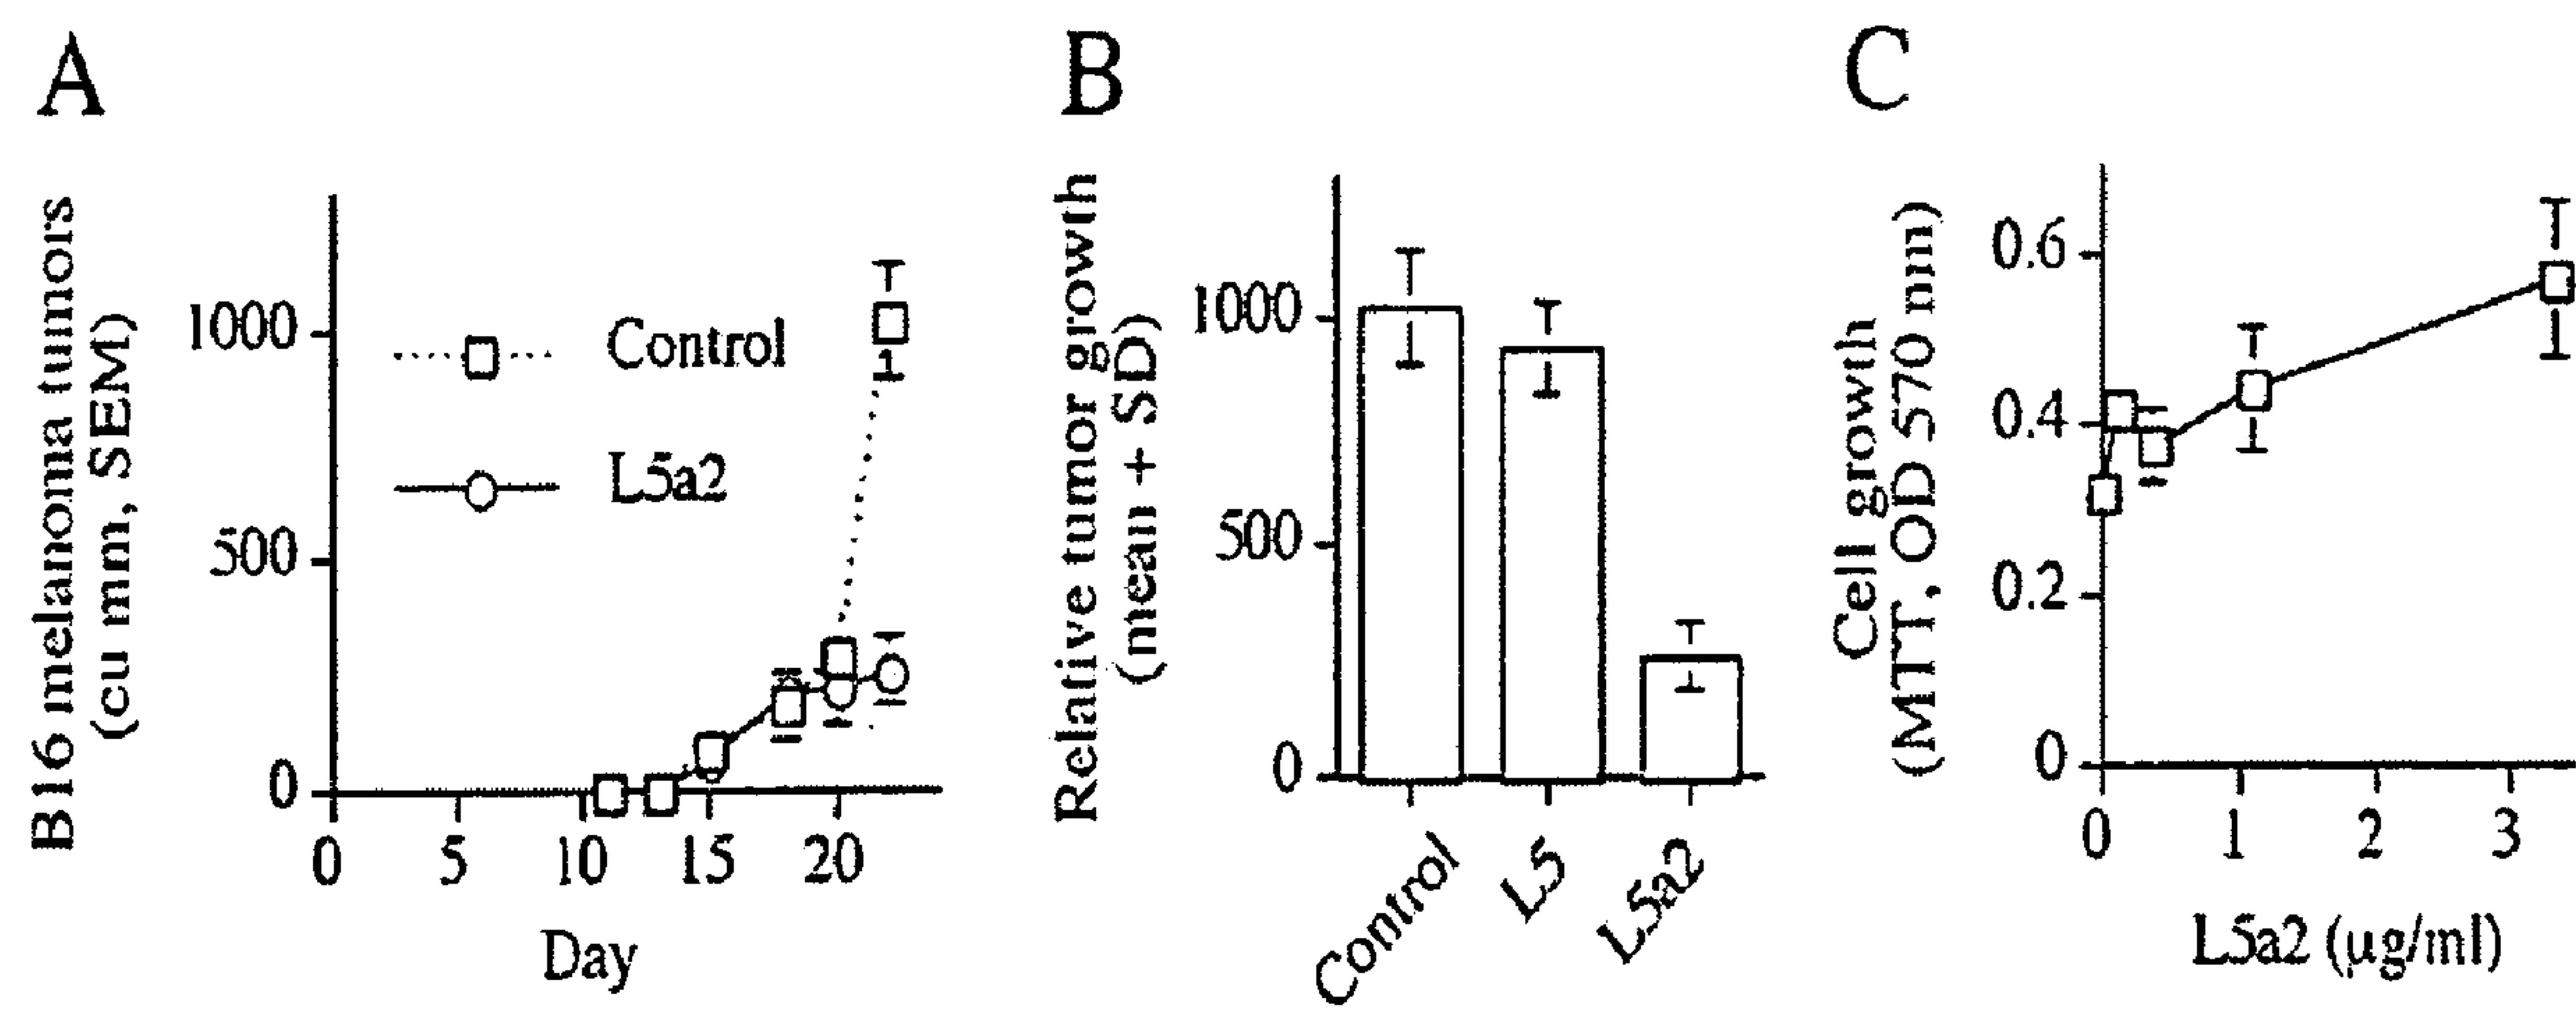 A
B16 melanoma tumors
(cu mm, SEM)
1000
500
0
Control
L5a2
0 5 10 15 20
Day
B
Relative tumor growth
(mean + SD)
1000
500
0
Control
L5
L5a2
C
Cell growth
(MTT, OD 570 nm)
0.6
0.4
0.2
0
0 1 2 3
L5a2 (μg/ml)